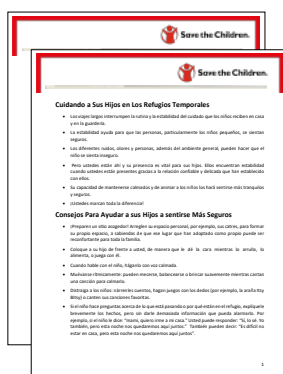 Save the Children.
Save the Children.
Cuidando a Sus Hijos en Los Refugios Temporales
• Los viajes largos interrumpen la rutina y la estabilidad del cuidado que los niños reciben en casa
y en la guardería.
• La estabilidad ayuda para que las personas, particularmente los niños pequeños, se sientan
seguros.
• Los diferentes ruidos, olores y personas, además del ambiente general, pueden hacer que el
niño se sienta inseguro.
• Pero ustedes están ahí y su presencia es vital para sus hijos. Ellos encuentran estabilidad
cuando ustedes están presentes gracias a la relación confiable y delicada que han establecido
con ellos.
• Su capacidad de mantenerse calmados y de animar a los niños los hará sentirse más tranquilos
y seguros.
• ¡Ustedes marcan toda la diferencia!
Consejos Para Ayudar a sus Hijos a sentirse Más Seguros
• ¡Preparen un sitio acogedor! Arreglen su espacio personal, por ejemplo, sus catres, para formar
su propio espacio, a sabiendas de que ese lugar que han adaptado como propio puede ser
reconfortante para toda la familia.
• Coloque a su hijo de frente a usted, de manera que le dé la cara mientras lo arrulla, lo
alimenta, o juega con él.
• Cuando hable con el niño, hágarlo con voz calmada.
• Muévanse rítmicamente: pueden mecerse, balancearse o brincar suavemente mientras cantan
una canción para calmarlo.
• Distraiga a los niños: nárrenles cuentos, hagan juegos con los dedos (por ejemplo, la araña Itsy
Bitsy) o canten sus canciones favoritas.
• Si el niño hace preguntas acerca de lo que está pasando o por qué están en el refugio, explíquele
brevemente los hechos, pero sin darle demasiada información que pueda alarmarlo. Por
ejemplo, si el niño le dice: "mami, quiero irme a mi casa." Usted puede responder: "Sí, lo sé. Yo
también, pero esta noche nos quedaremos aquí juntos." También pueden decir: "Es difícil no
estar en casa, pero esta noche nos quedaremos aquí juntos".
1